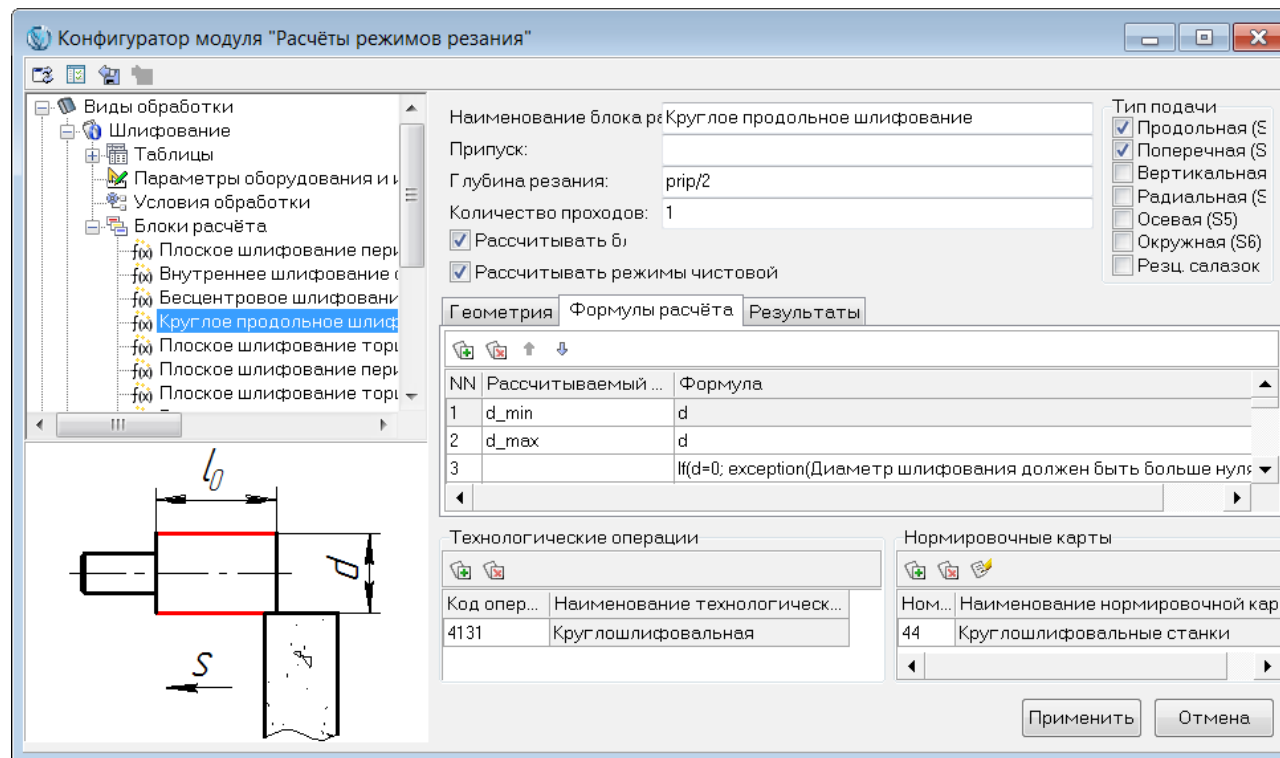 Конфигуратор модуля "Расчёты режимов резания"
Виды обработки
Шлифование
Таблицы
Параметры оборудования и и
Условия обработки
Блоки расчёта
f(x) Плоское шлифование пери
f(x) Внутреннее шлифование
f(x) Бесцентровое шлифовани
f(x) Круглое продольное шлиф
f(x) Плоское шлифование торц
f(x) Плоское шлифование пери
f(x) Плоское шлифование торц
l0
d
S
Наименование блока ра Круглое продольное шлифование
Припуск:
Глубина резания: prip/2
Количество проходов: 1
Рассчитывать б
Рассчитывать режимы чистовой
Тип подачи
Продольная (S
Поперечная (S
Вертикальная
Радиальная (S
Осевая (S5)
Окружная (S6)
Резц. салазок
Геометрия Формулы расчёта Результаты
NN Рассчитываемый ... Формула
1 d_min d
2 d_max d
3 If(d=0; exception(Диаметр шлифования должен быть больше нуля
Технологические операции
Код опер... Наименование технологическ...
4131 Круглошлифовальная
Нормировочные карты
Ном... Наименование нормировочной кар
44 Круглошлифовальные станки
Применить Отмена